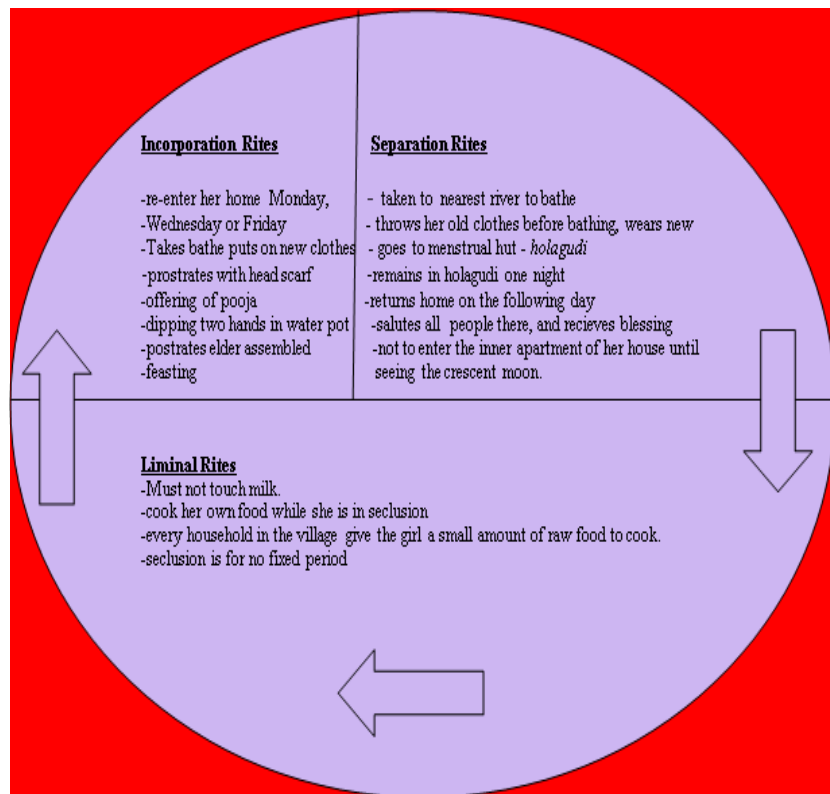 Incorporation Rites
-re-enter her home Monday,
-Wednesday or Friday
-Takes bathe puts on new clothes
-prostrates with head scarf
-offering of pooja
-dipping two hands in water pot
-postrates elder assembled
-feasting
Separation Rites
- taken to nearest river to bathe
- throws her old clothes before bathing, wears new
- goes to menstrual hut - holagudi
-remains in holagudi one night
-returns home on the following day
-salutes all people there, and recieves blessing
-not to enter the inner apartment of her house until
seeing the crescent moon.
Liminal Rites
-Must not touch milk.
-cook her own food while she is in seclusion
-every household in the village give the girl a small amount of raw food to cook.
-seclusion is for no fixed period